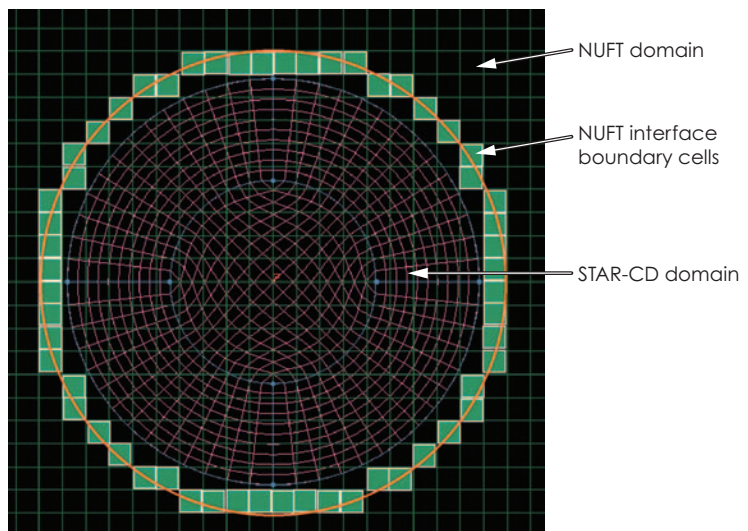 NUFT domain
NUFT interface
boundary cells
STAR-CD domain